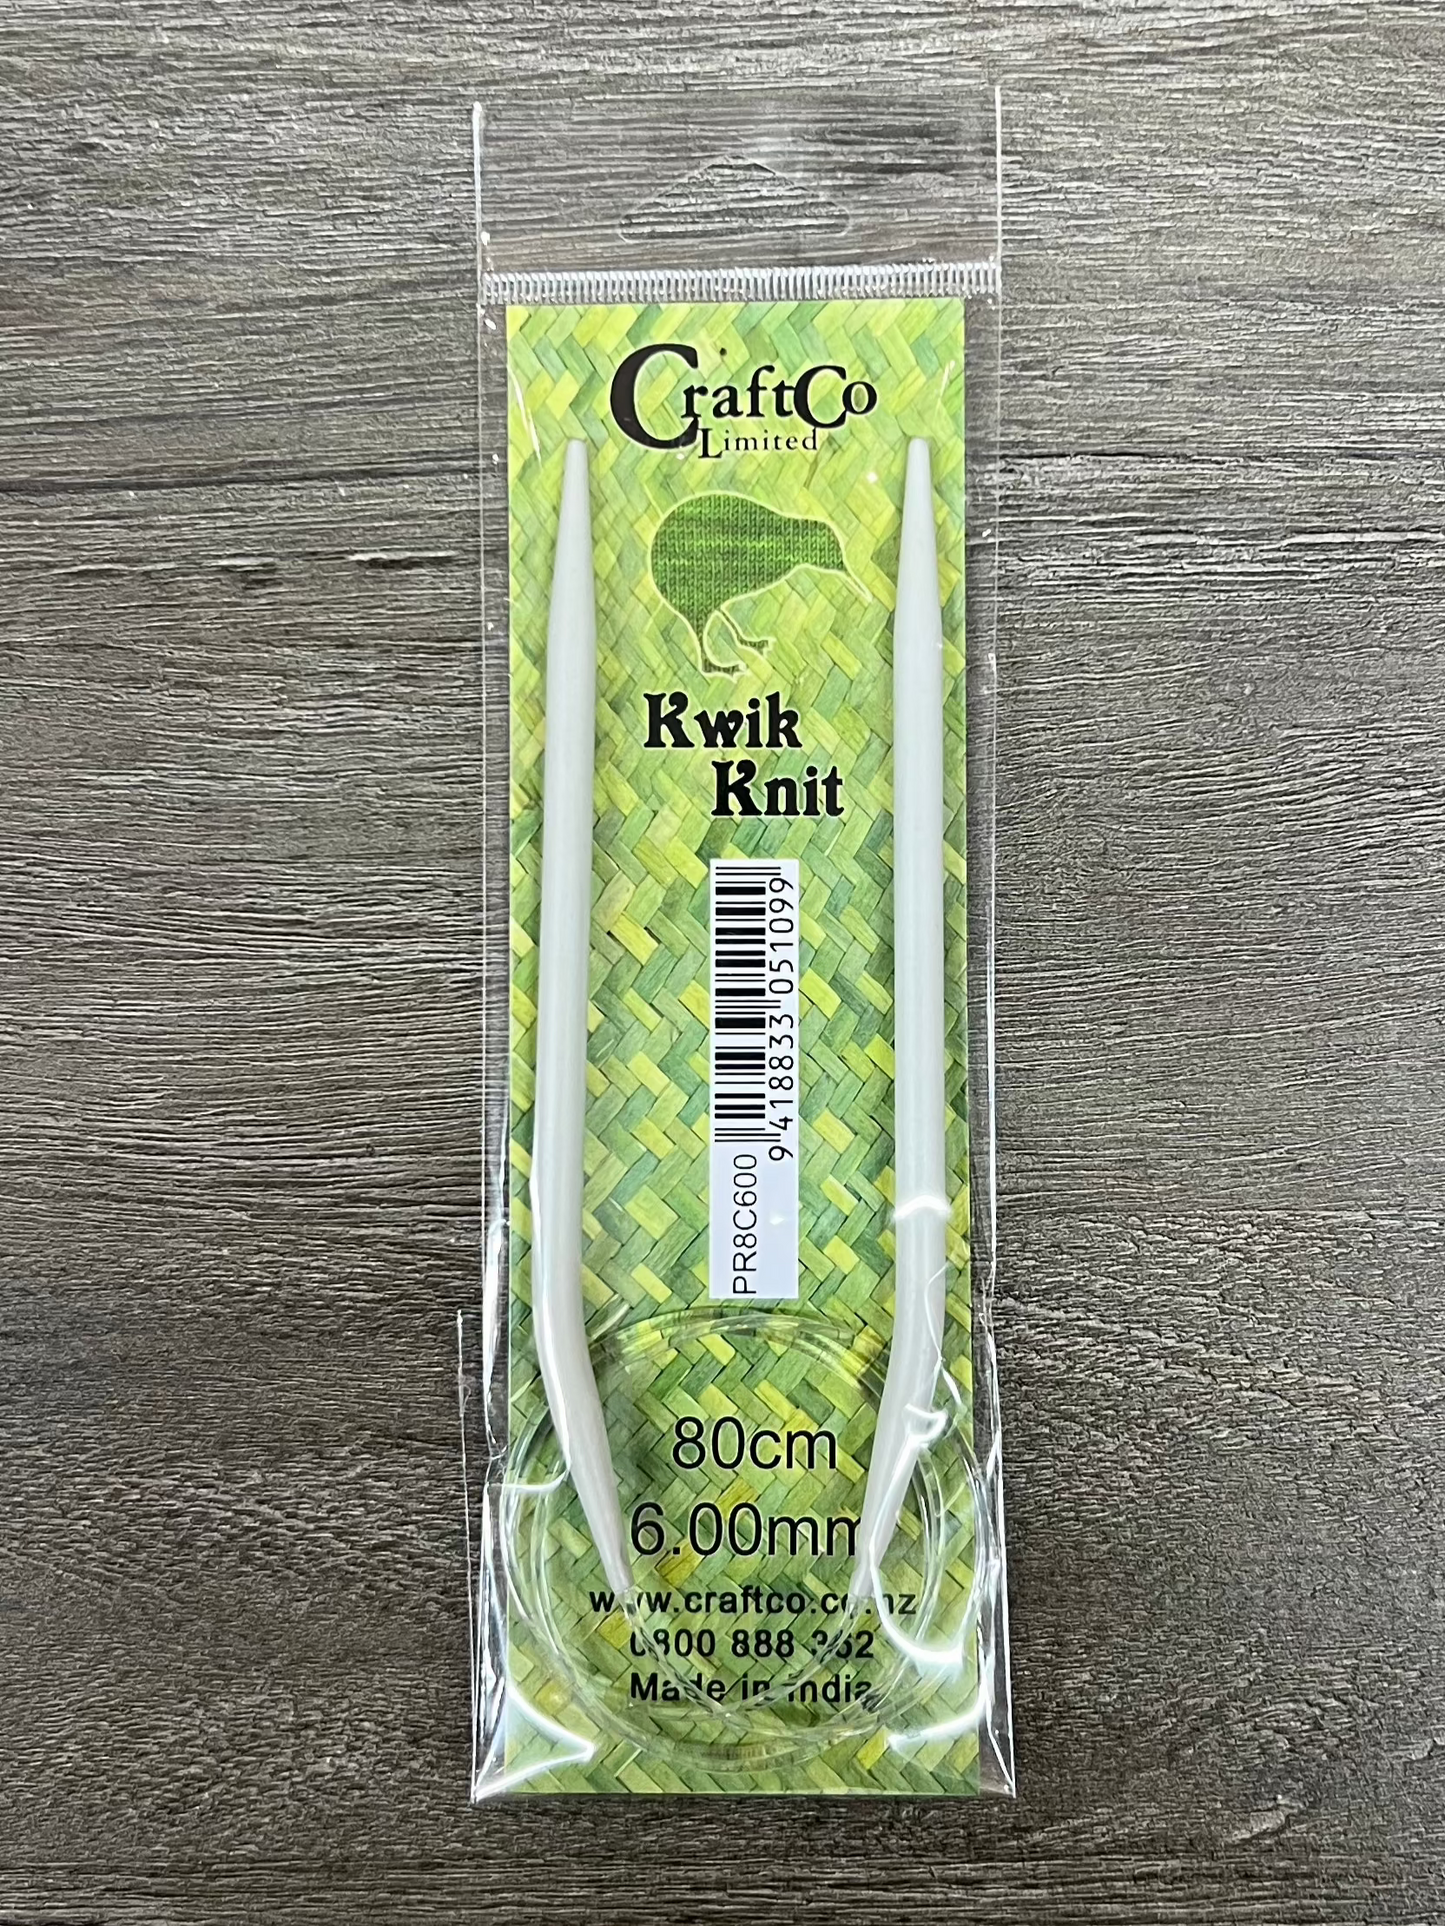 CraftCo
Limited
Kwik
Knit
9 418833 051099
PR8C600
80cm
6.00mm
www.craftco.co.nz
0800 888 362
Made in India